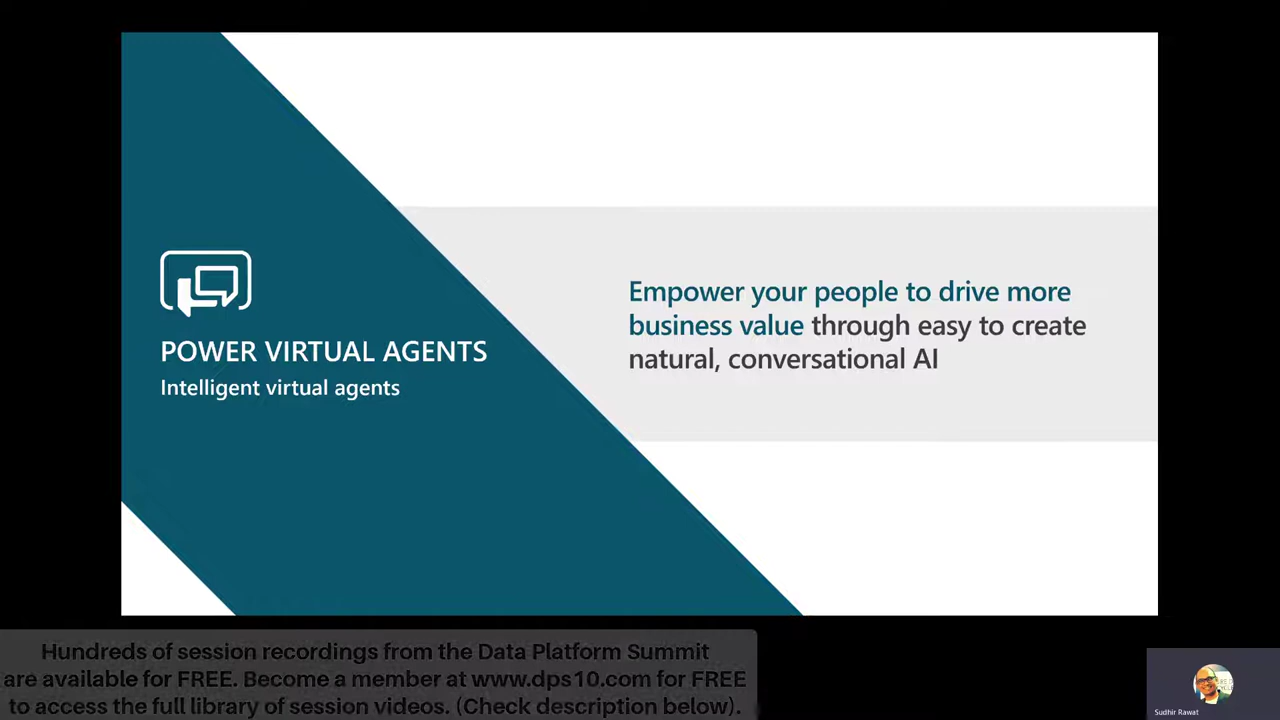 POWER VIRTUAL AGENTS
Intelligent virtual agents
Empower your people to drive more
business value through easy to create
natural, conversational AI
Hundreds of session recordings from the Data Platform Summit
are available for FREE. Become a member at www.dps10.com for FREE
to access the full library of session videos. (Check description below).
Sudhir Rawat